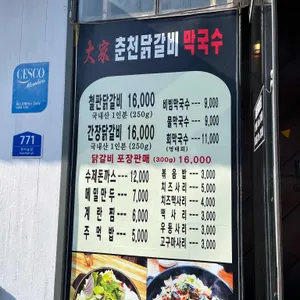 大家 춘천닭갈비 막국수
철판닭갈비 16,000
국내산 1인분 (250g)
간장닭갈비 16,000
국내산 1인분 (250g)
닭갈비 포장판매 (300g) 16,000
비빔막국수 --- 9,000
물막국수 --- 9,000
회막국수 --- 11,000
(명태회)
수제돈까스 --- 12,000
메밀만두 --- 7,000
계란찜 --- 6,000
주먹밥 --- 5,000
볶음밥 --- 3,000
치즈사리 --- 5,000
치즈떡사리 --- 4,000
떡사리 --- 3,000
우동사리 --- 3,000
고구마사리 --- 3,000
CESCO
Members
771